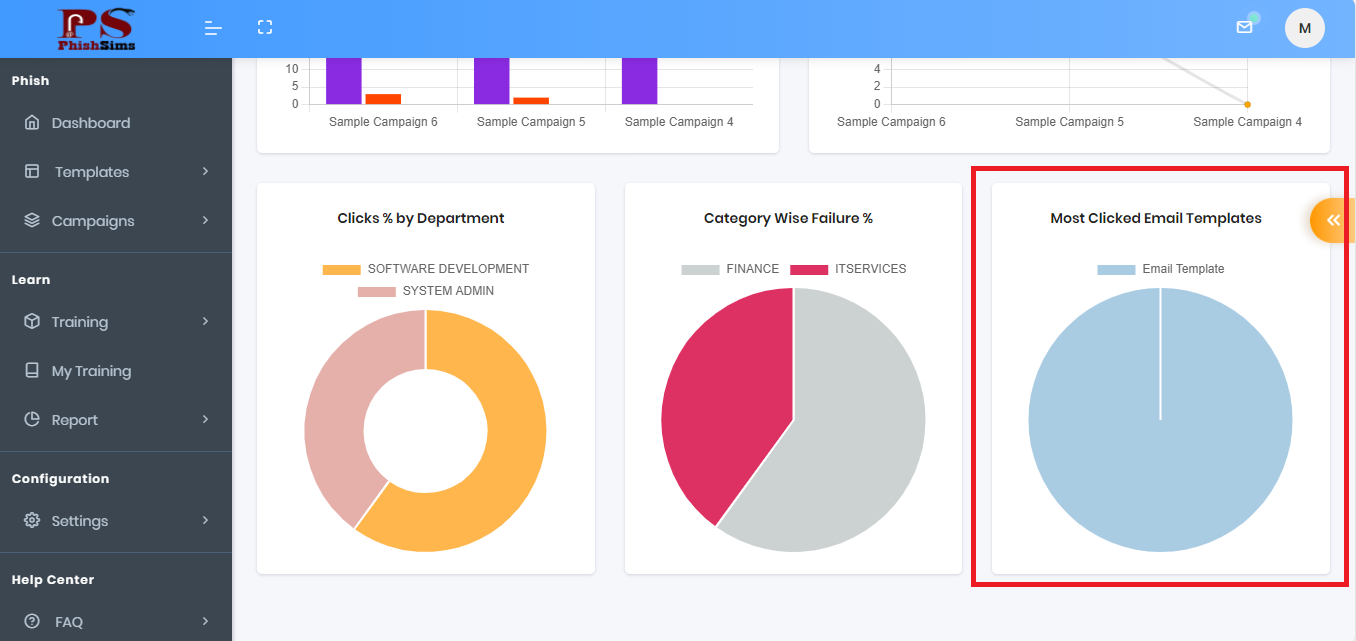 PS
PhishSims
M
Phish
Dashboard
Templates
Campaigns
Learn
Training
My Training
Report
Configuration
Settings
Help Center
FAQ
10
5
0
Sample Campaign 6 Sample Campaign 5 Sample Campaign 4
4
2
0
Sample Campaign 6 Sample Campaign 5 Sample Campaign 4
Clicks % by Department
SOFTWARE DEVELOPMENT
SYSTEM ADMIN
Category Wise Failure %
FINANCE ITSERVICES
Most Clicked Email Templates
Email Template